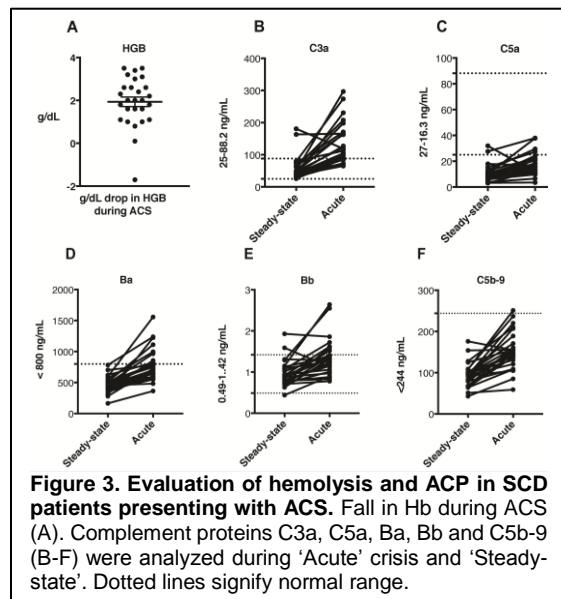 A
HGB
g/dL
4
2
0
-2
g/dL drop in HGB
during ACS
B
C3a
25-88.2 ng/mL
400
300
200
100
0
Steady-state
Acute
C
C5a
27-16.3 ng/mL
100
80
60
40
20
0
Steady-state
Acute
D
Ba
< 800 ng/mL
2000
1500
1000
500
0
Steady-state
Acute
E
Bb
0.49-1..42 ng/mL
3
2
1
0
Steady-state
Acute
F
C5b-9
<244 ng/mL
300
200
100
0
Steady-state
Acute
Figure 3. Evaluation of hemolysis and ACP in SCD
patients presenting with ACS. Fall in Hb during ACS
(A). Complement proteins C3a, C5a, Ba, Bb and C5b-9
(B-F) were analyzed during ‘Acute’ crisis and ‘Steady-
state’. Dotted lines signify normal range.